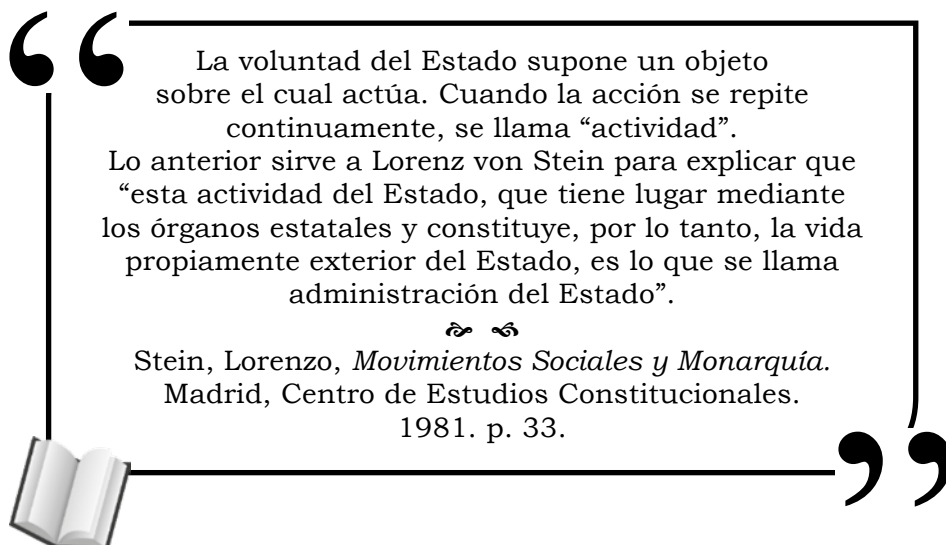 La voluntad del Estado supone un objeto
sobre el cual actúa. Cuando la acción se repite
continuamente, se llama “actividad”.
Lo anterior sirve a Lorenz von Stein para explicar que
“esta actividad del Estado, que tiene lugar mediante
los órganos estatales y constituye, por lo tanto, la vida
propiamente exterior del Estado, es lo que se llama
administración del Estado”.
Stein, Lorenzo, Movimientos Sociales y Monarquía.
Madrid, Centro de Estudios Constitucionales.
1981. p. 33.